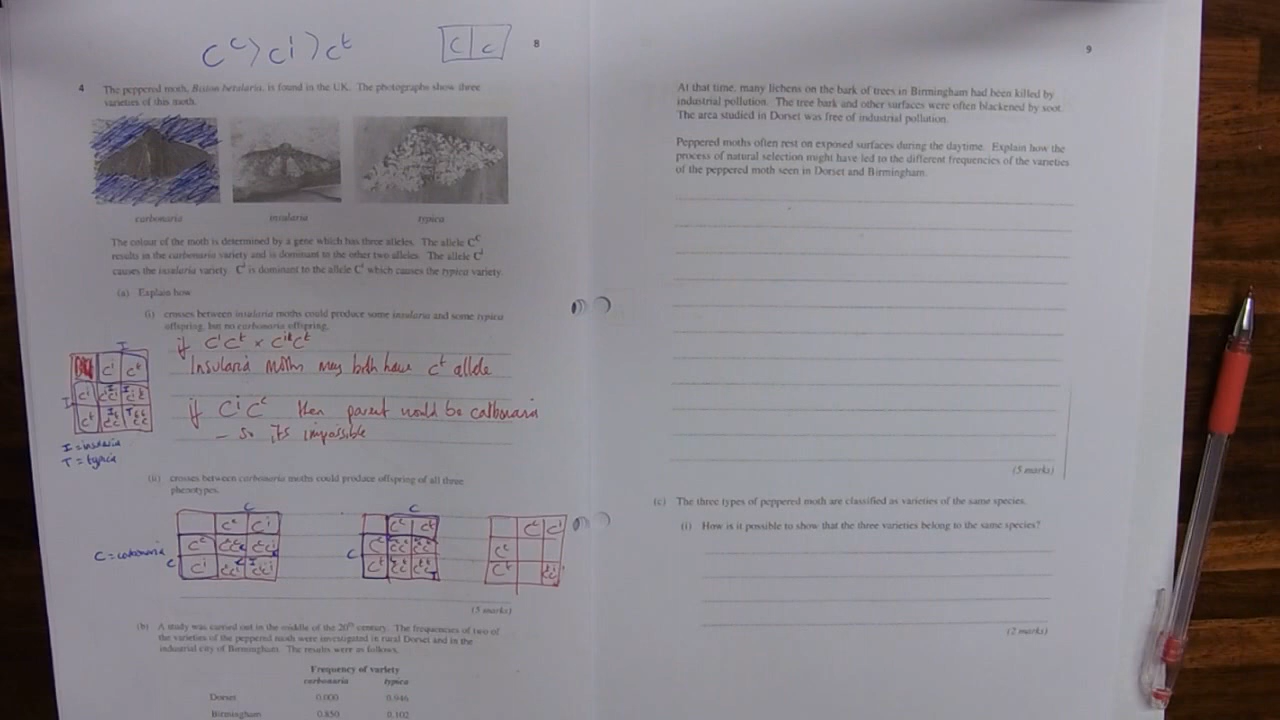 C^c > C^i > C^t
C C
8
4 The peppered moth, Biston betularia, is found in the UK. The photographs show three
varieties of this moth.
carbonaria insularia typica
The colour of the moth is determined by a gene which has three alleles. The allele C^C
results in the carbonaria variety and is dominant to the other two alleles. The allele C^i
causes the insularia variety. C^i is dominant to the allele C^t which causes the typica variety.
(a) Explain how
(i) crosses between insularia moths could produce some insularia and some typica
offspring, but no carbonaria offspring.
if C^i C^t x C^i C^t
Insularia moths may both have C^t allele
if C^i C^c then parent would be carbonaria
– so its impossible
I
C^i C^t
I C^i
C^t
I = insularia
T = typica
(ii) crosses between carbonaria moths could produce offspring of all three
phenotypes.
C = carbonaria
C
C^c C^i
C^c
C C^i
C
C^c C^t
C C^c
C^t
C^t C^i
C^c
C^t
(5 marks)
(b) A study was carried out in the middle of the 20th century. The frequencies of two of
the varieties of the peppered moth were investigated in rural Dorset and in the
industrial city of Birmingham. The results were as follows.
Frequency of variety
carbonaria typica
Dorset 0.000 0.946
Birmingham 0.850 0.102
9
At that time, many lichens on the bark of trees in Birmingham had been killed by
industrial pollution. The tree bark and other surfaces were often blackened by soot.
The area studied in Dorset was free of industrial pollution.
Peppered moths often rest on exposed surfaces during the daytime. Explain how the
process of natural selection might have led to the different frequencies of the varieties
of the peppered moth seen in Dorset and Birmingham.
(5 marks)
(c) The three types of peppered moth are classified as varieties of the same species.
(i) How is it possible to show that the three varieties belong to the same species?
(2 marks)